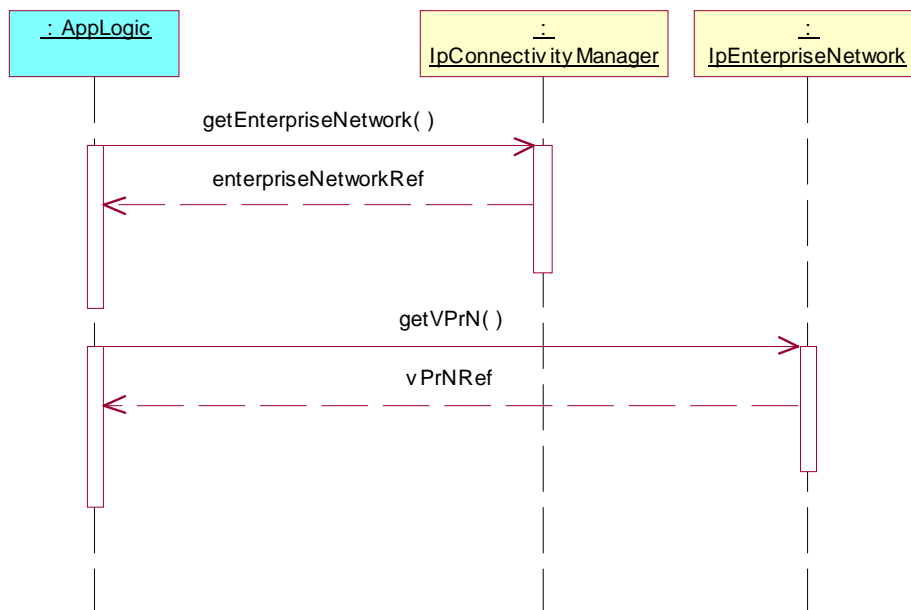 : AppLogic
:
IpConnectivityManager
:
IpEnterpriseNetwork
getEnterpriseNetwork( )
enterpriseNetworkRef
getVPrN( )
vPrNRef